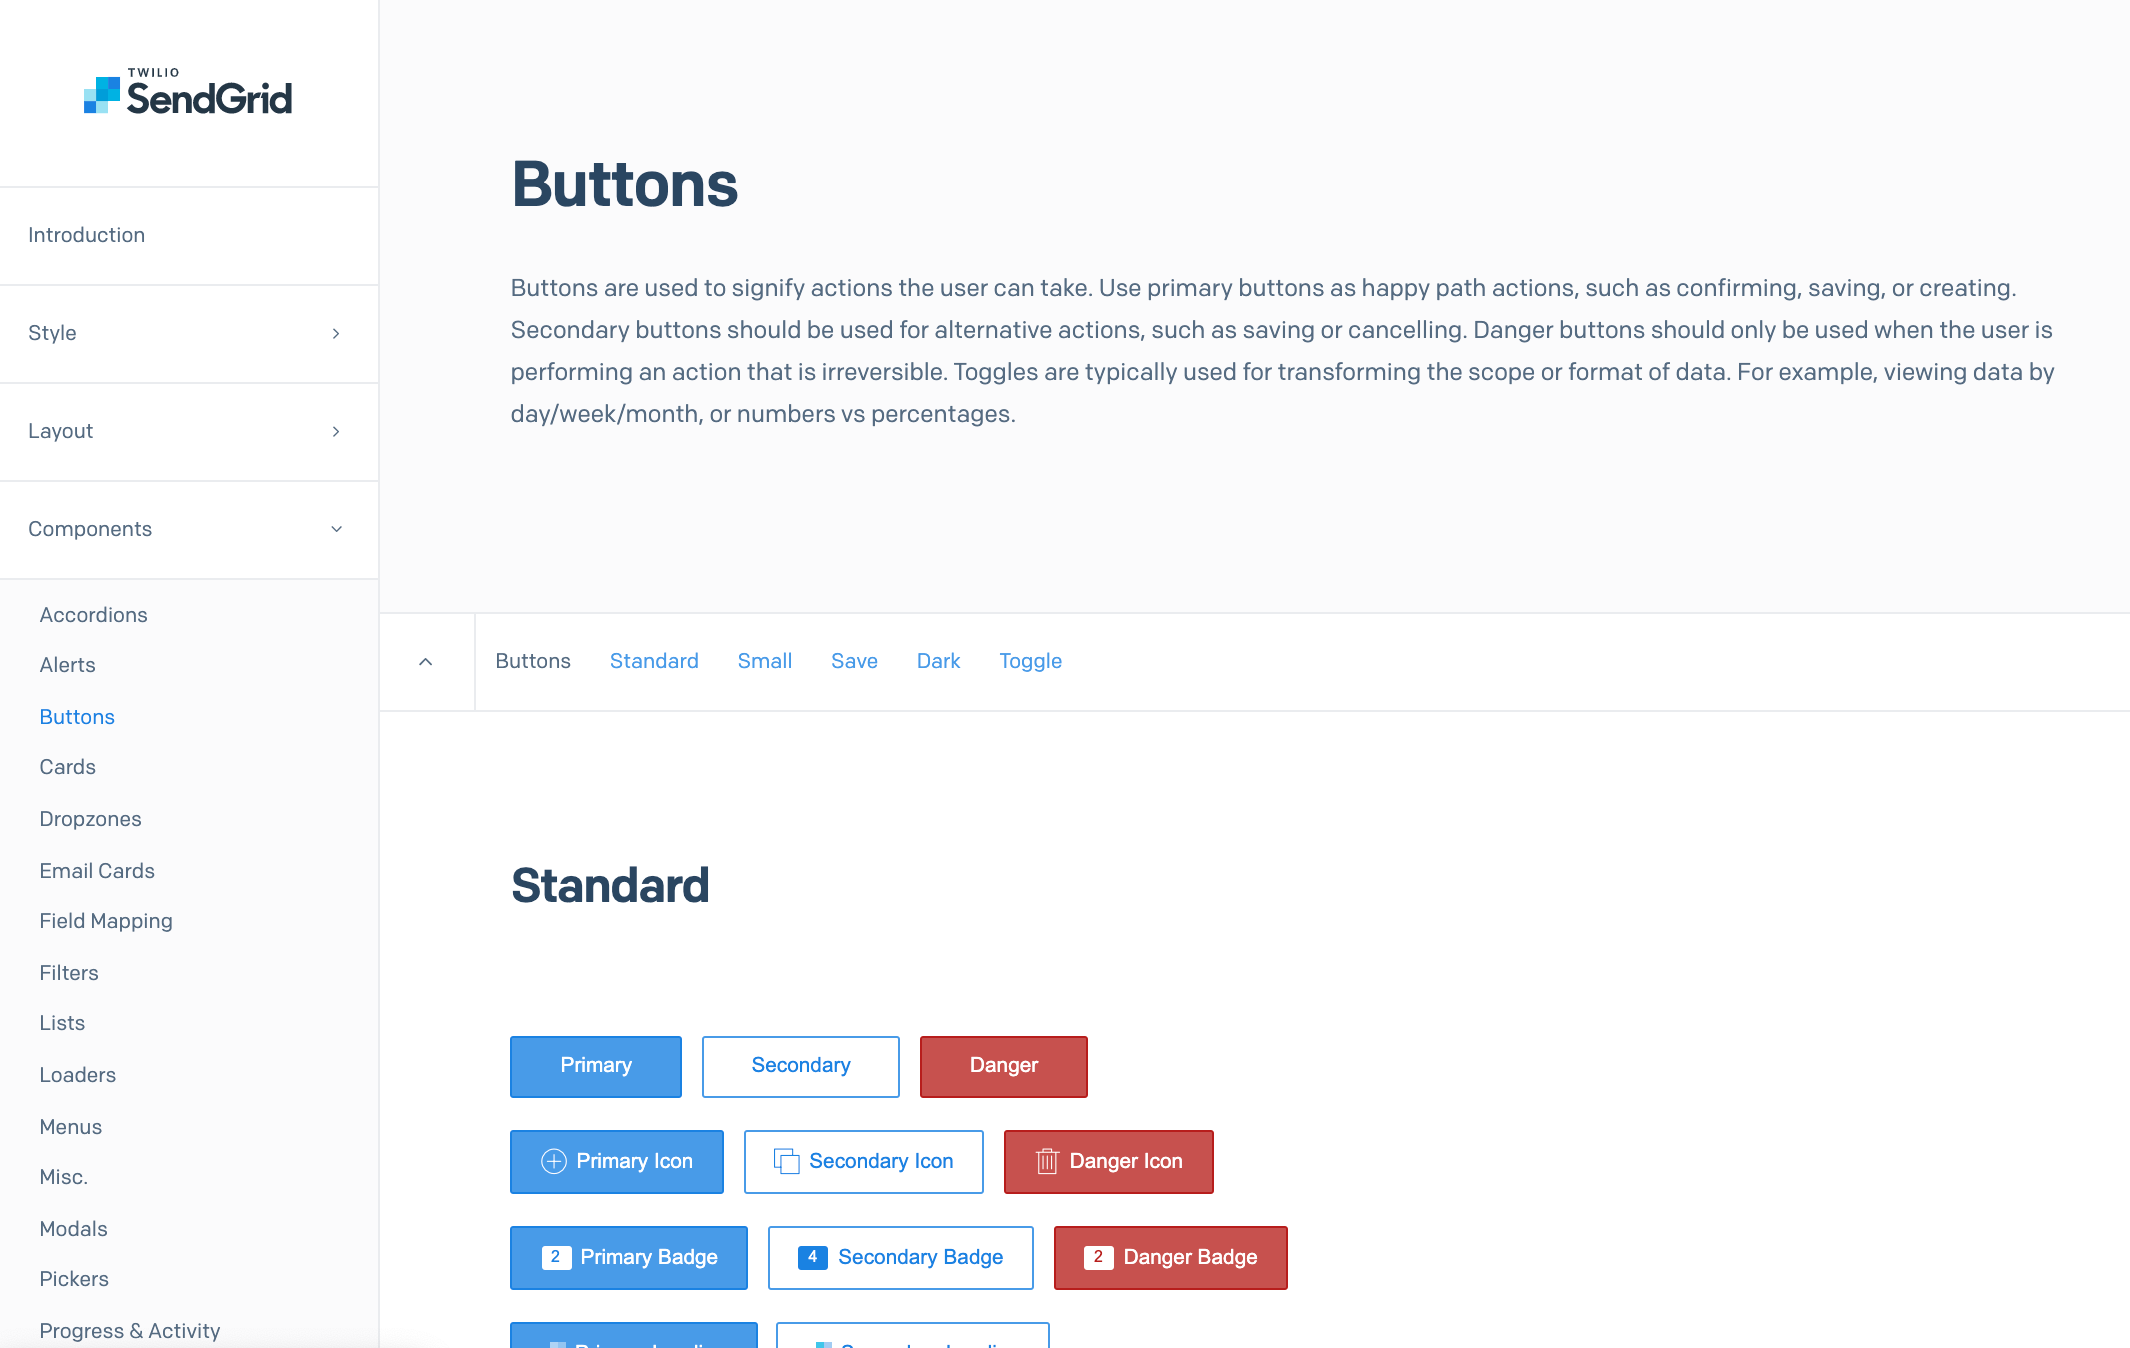 TWILIO
SendGrid
Introduction
Style
Layout
Components
Accordions
Alerts
Buttons
Cards
Dropzones
Email Cards
Field Mapping
Filters
Lists
Loaders
Menus
Misc.
Modals
Pickers
Progress & Activity
Buttons
Buttons are used to signify actions the user can take. Use primary buttons as happy path actions, such as confirming, saving, or creating.
Secondary buttons should be used for alternative actions, such as saving or cancelling. Danger buttons should only be used when the user is
performing an action that is irreversible. Toggles are typically used for transforming the scope or format of data. For example, viewing data by
day/week/month, or numbers vs percentages.
Buttons Standard Small Save Dark Toggle
Standard
Primary Secondary Danger
Primary Icon Secondary Icon Danger Icon
2 Primary Badge 4 Secondary Badge 2 Danger Badge